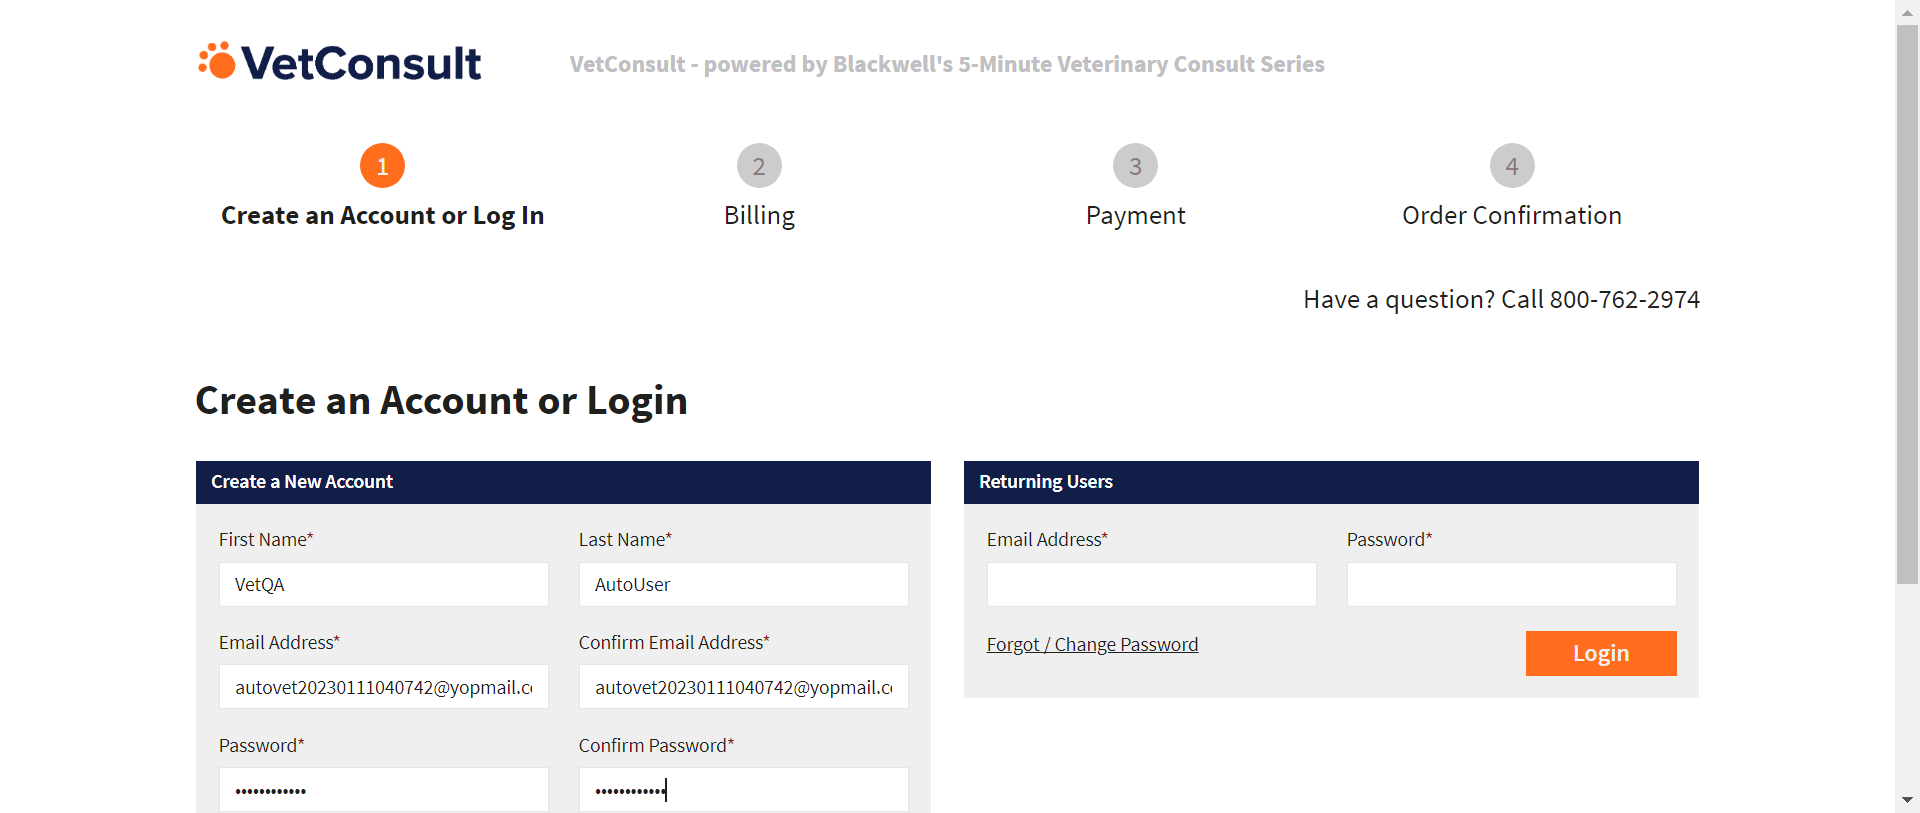 VetConsult
VetConsult - powered by Blackwell's 5-Minute Veterinary Consult Series
1
2
3
4
Create an Account or Log In
Billing
Payment
Order Confirmation
Have a question? Call 800-762-2974
Create an Account or Login
Create a New Account
First Name*
Last Name*
VetQA
AutoUser
Email Address*
Confirm Email Address*
autovet20230111040742@yopmail.c
autovet20230111040742@yopmail.c
Password*
Confirm Password*
••••••••••••
••••••••••••
Returning Users
Email Address*
Password*
Forgot / Change Password
Login